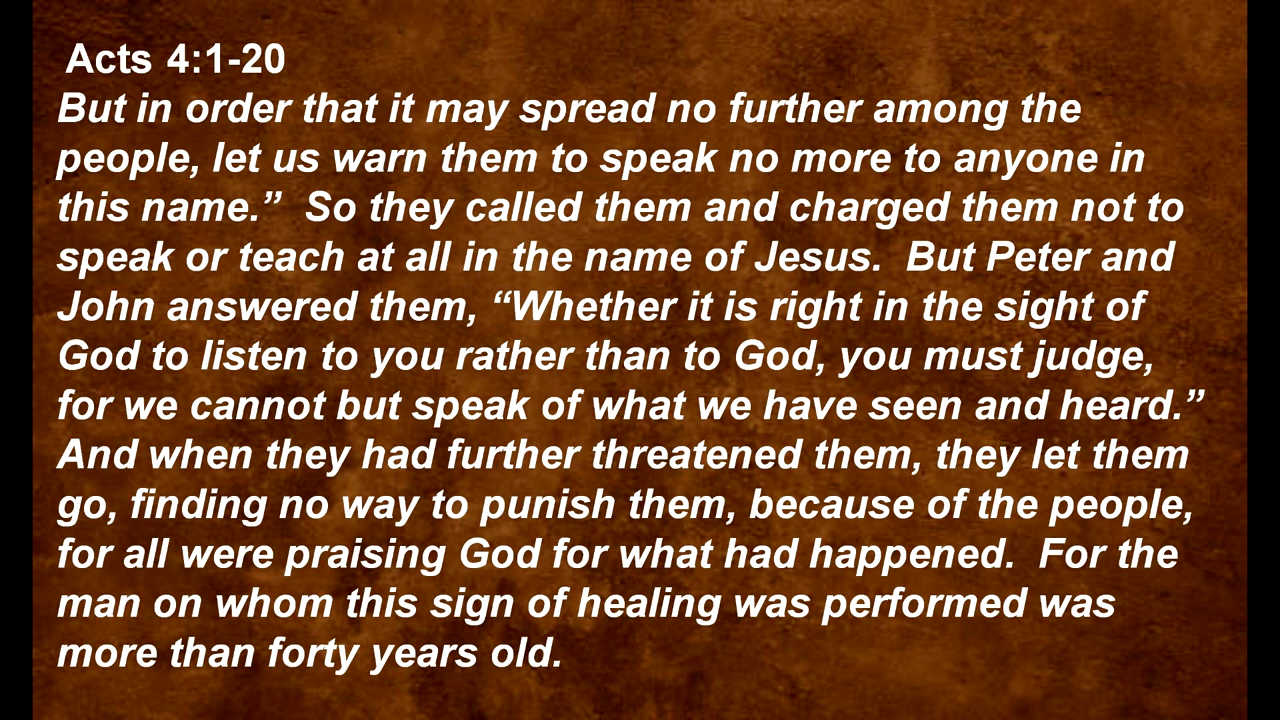 Acts 4:1-20
But in order that it may spread no further among the
people, let us warn them to speak no more to anyone in
this name.”  So they called them and charged them not to
speak or teach at all in the name of Jesus.  But Peter and
John answered them, “Whether it is right in the sight of
God to listen to you rather than to God, you must judge,
for we cannot but speak of what we have seen and heard.”
And when they had further threatened them, they let them
go, finding no way to punish them, because of the people,
for all were praising God for what had happened.  For the
man on whom this sign of healing was performed was
more than forty years old.